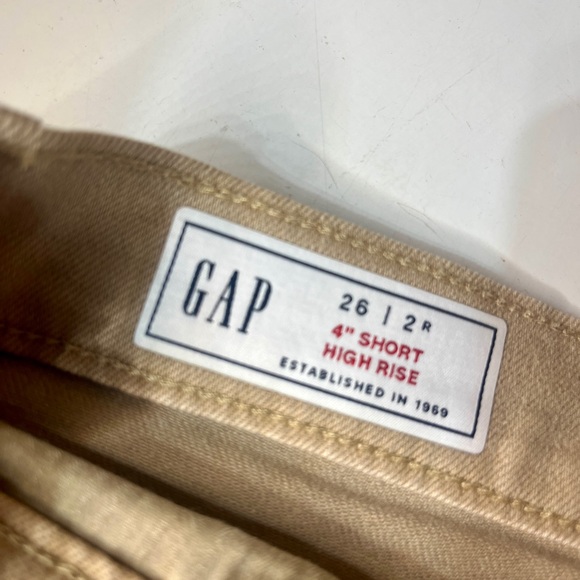 GAP
26 | 2R
4" SHORT
HIGH RISE
ESTABLISHED IN 1969